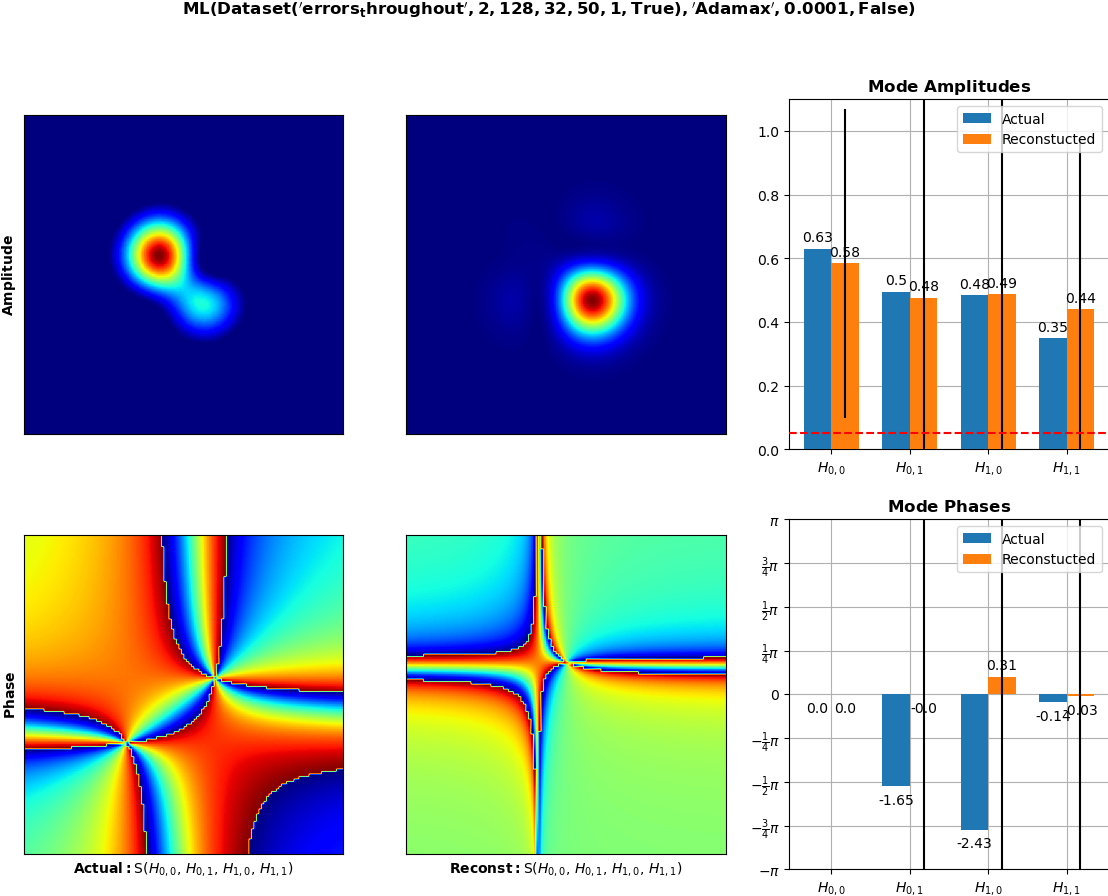 ML(Dataset('errors_throughout', 2, 128, 32, 50, 1, True), 'Adamax', 0.0001, False)
Mode Amplitudes
Amplitude
Actual
Reconstucted
1.0
0.8
0.6
0.4
0.2
0.0
0.63
0.58
0.5
0.48
0.48
0.49
0.35
0.44
H0,0
H0,1
H1,0
H1,1
Mode Phases
Phase
Actual
Reconstucted
π
3/4π
1/2π
1/4π
0
−1/4π
−1/2π
−3/4π
−π
0.0
0.0
-1.65
-0.0
-2.43
0.31
-0.14
-0.03
H0,0
H0,1
H1,0
H1,1
Actual: S(H0,0, H0,1, H1,0, H1,1)
Reconst: S(H0,0, H0,1, H1,0, H1,1)